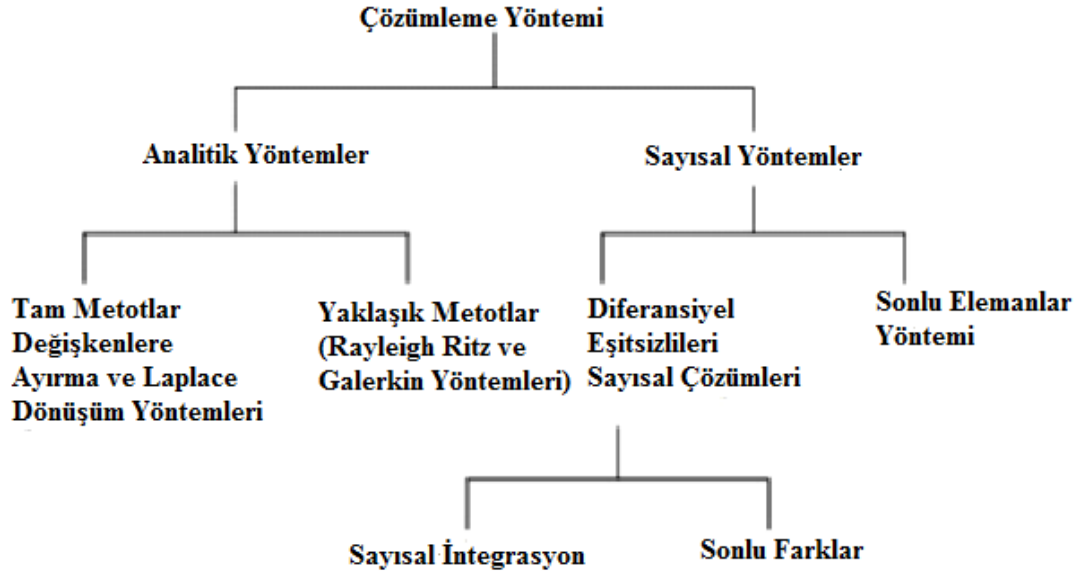 Çözümleme Yöntemi
Analitik Yöntemler
Sayısal Yöntemler
Tam Metotlar
Değişkenlere
Ayırma ve Laplace
Dönüşüm Yöntemleri
Yaklaşık Metotlar
(Rayleigh Ritz ve
Galerkin Yöntemleri)
Diferansiyel
Eşitsizlileri
Sayısal Çözümleri
Sonlu Elemanlar
Yöntemi
Sayısal İntegrasyon
Sonlu Farklar